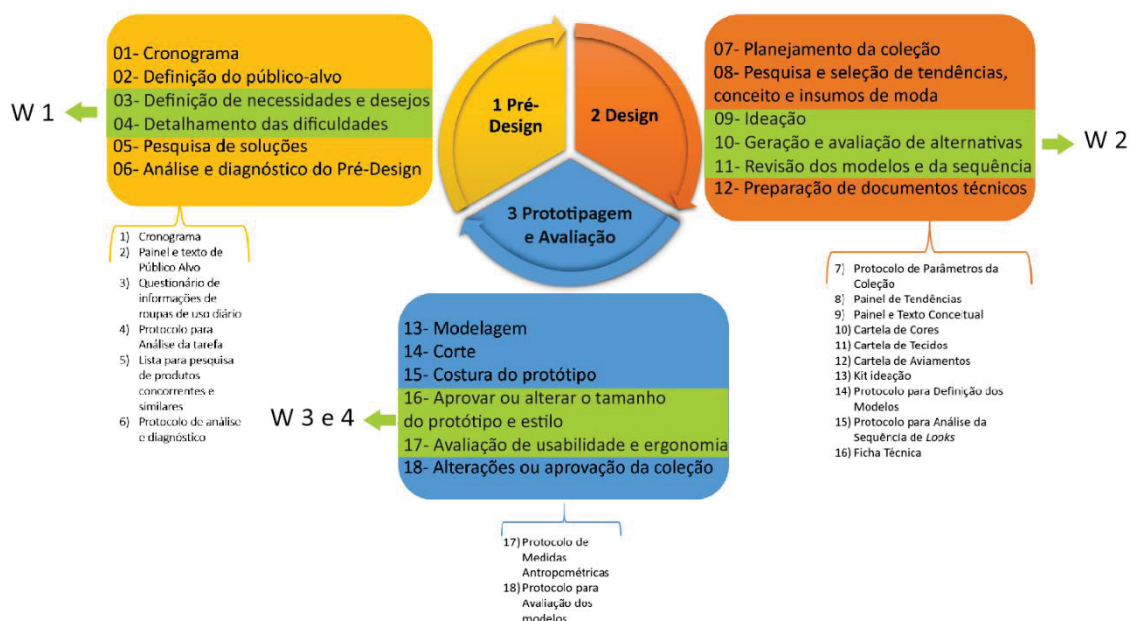 01- Cronograma
02- Definição do público-alvo
03- Definição de necessidades e desejos
04- Detalhamento das dificuldades
05- Pesquisa de soluções
06- Análise e diagnóstico do Pré-Design
W 1
1) Cronograma
2) Painel e texto de
Público Alvo
3) Questionário de
informações de
roupas de uso diário
4) Protocolo para
Análise da tarefa
5) Lista para pesquisa
de produtos
concorrentes e
similares
6) Protocolo de análise
e diagnóstico
1 Pré-
Design
2 Design
3 Prototipagem
e Avaliação
07- Planejamento da coleção
08- Pesquisa e seleção de tendências,
conceito e insumos de moda
09- Ideação
10- Geração e avaliação de alternativas
11- Revisão dos modelos e da sequência
12- Preparação de documentos técnicos
W 2
7) Protocolo de Parâmetros da
Coleção
8) Painel de Tendências
9) Painel e Texto Conceitual
10) Cartela de Cores
11) Cartela de Tecidos
12) Cartela de Aviamentos
13) Kit ideação
14) Protocolo para Definição dos
Modelos
15) Protocolo para Análise da
Sequência de Looks
16) Ficha Técnica
13- Modelagem
14- Corte
15- Costura do protótipo
16- Aprovar ou alterar o tamanho
do protótipo e estilo
17- Avaliação de usabilidade e ergonomia
18- Alterações ou aprovação da coleção
W 3 e 4
17) Protocolo de
Medidas
Antropométricas
18) Protocolo para
Avaliação dos
modelos